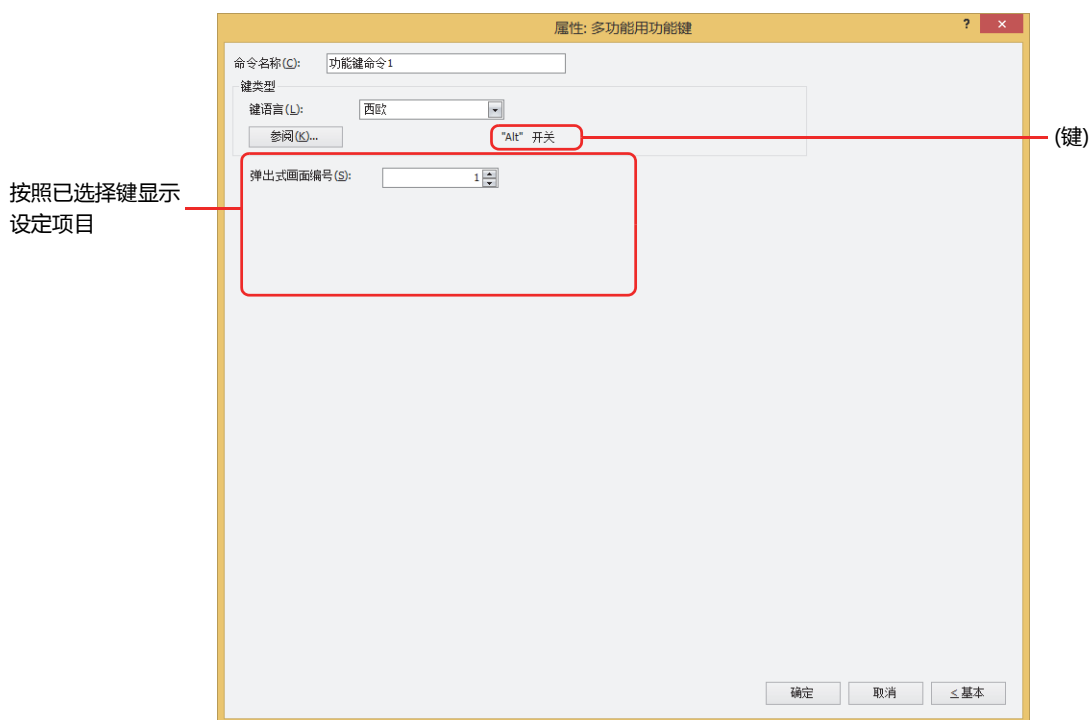 属性: 多功能用功能键
? ×
命令名称(C): 功能键命令1
键类型
键语言(L): 西欧
参阅(K)... "Alt" 开关
(键)
弹出式画面编号(S): 1
按照已选择键显示
设定项目
确定 取消 ≤基本